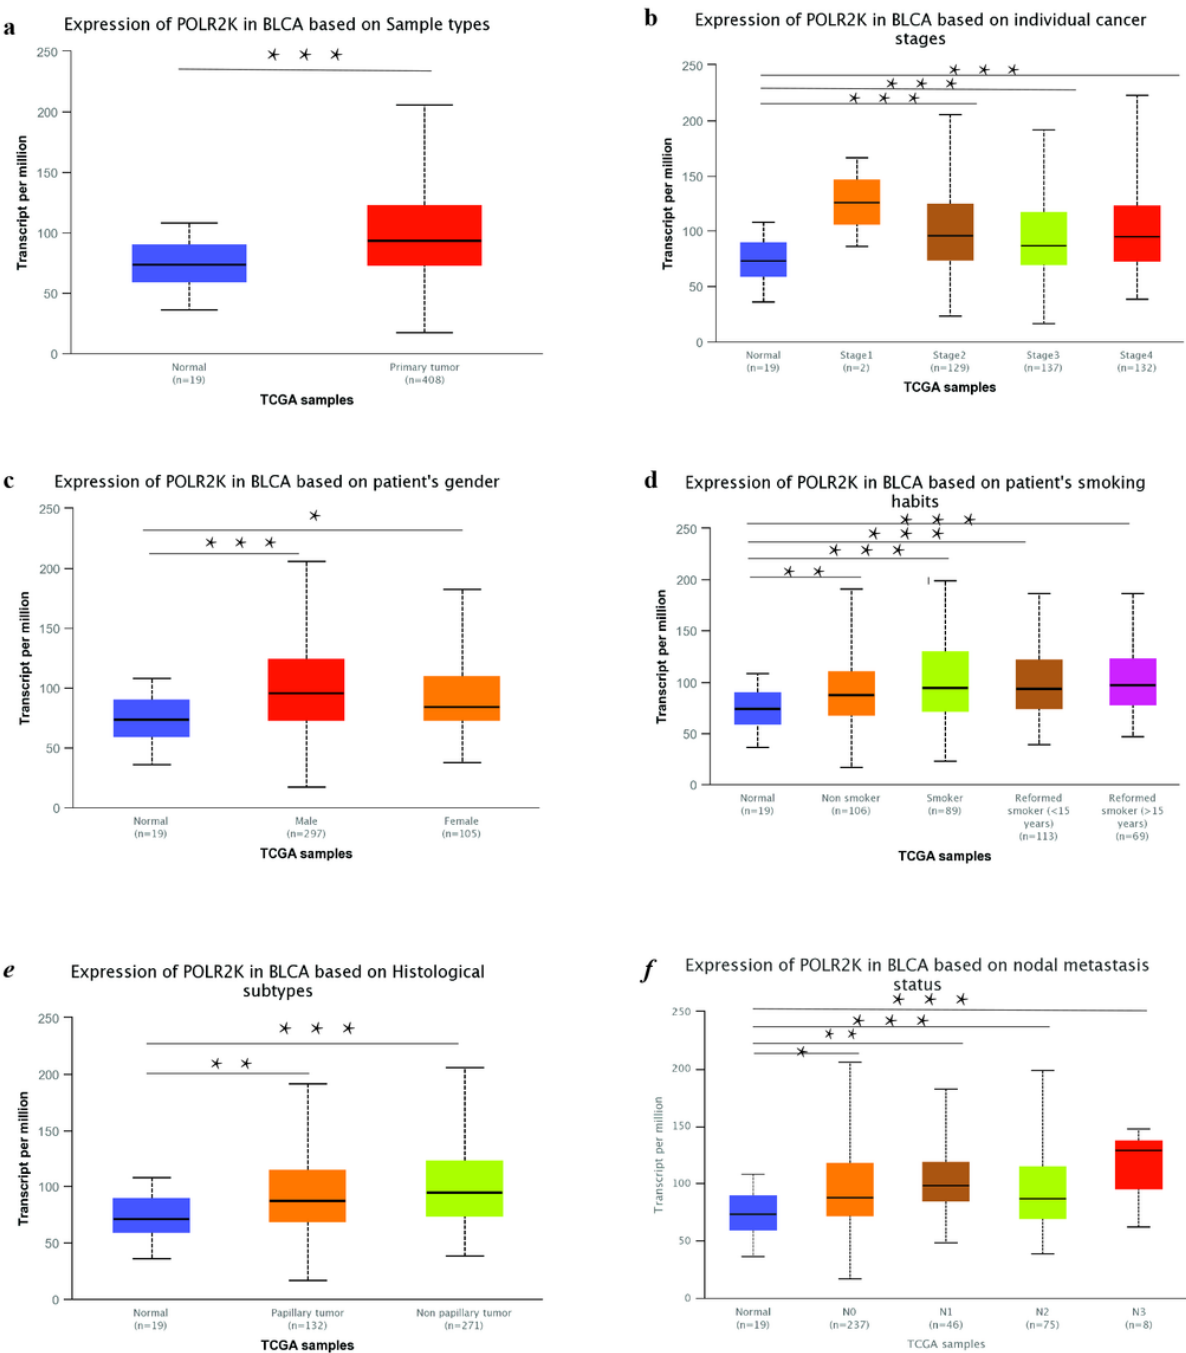 a
Expression of POLR2K in BLCA based on Sample types
* * *
250
200
150
100
50
0
Transcript per million
Normal
(n=19)
Primary tumor
(n=408)
TCGA samples
b
Expression of POLR2K in BLCA based on individual cancer
stages
* * *
* * *
* * *
250
200
150
100
50
0
Transcript per million
Normal
(n=19)
Stage1
(n=2)
Stage2
(n=129)
Stage3
(n=137)
Stage4
(n=132)
TCGA samples
c
Expression of POLR2K in BLCA based on patient's gender
*
* * *
250
200
150
100
50
0
Transcript per million
Normal
(n=19)
Male
(n=297)
Female
(n=105)
TCGA samples
d
Expression of POLR2K in BLCA based on patient's smoking
habits
* * *
* * *
* * *
* *
250
200
150
100
50
0
Transcript per million
Normal
(n=19)
Non smoker
(n=106)
Smoker
(n=89)
Reformed
smoker (<15
years)
(n=113)
Reformed
smoker (>15
years)
(n=69)
TCGA samples
e
Expression of POLR2K in BLCA based on Histological
subtypes
* * *
* *
250
200
150
100
50
0
Transcript per million
Normal
(n=19)
Papillary tumor
(n=132)
Non papillary tumor
(n=271)
TCGA samples
f
Expression of POLR2K in BLCA based on nodal metastasis
status
* * *
* * *
* *
*
250
200
150
100
50
0
Transcript per million
Normal
(n=19)
N0
(n=237)
N1
(n=46)
N2
(n=75)
N3
(n=8)
TCGA samples